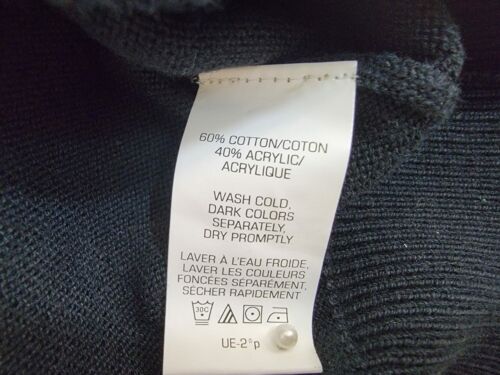 60% COTTON/COTON
40% ACRYLIC/
ACRYLIQUE
WASH COLD,
DARK COLORS
SEPARATELY,
DRY PROMPTLY
LAVER À L'EAU FROIDE,
LAVER LES COULEURS
FONCÉES SÉPARÉMENT,
SÉCHER RAPIDEMENT
30C
UE-2°p